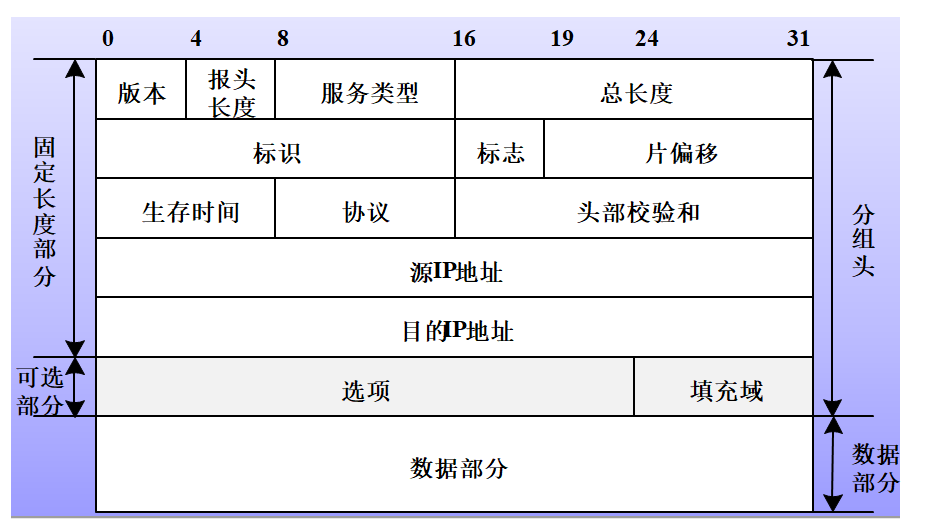 0 4 8 16 19 24 31
版本 报头长度 服务类型 总长度
标识 标志 片偏移
生存时间 协议 头部校验和
源IP地址
目的IP地址
选项 填充域
数据部分
固定长度部分
可选部分
分组头
数据部分